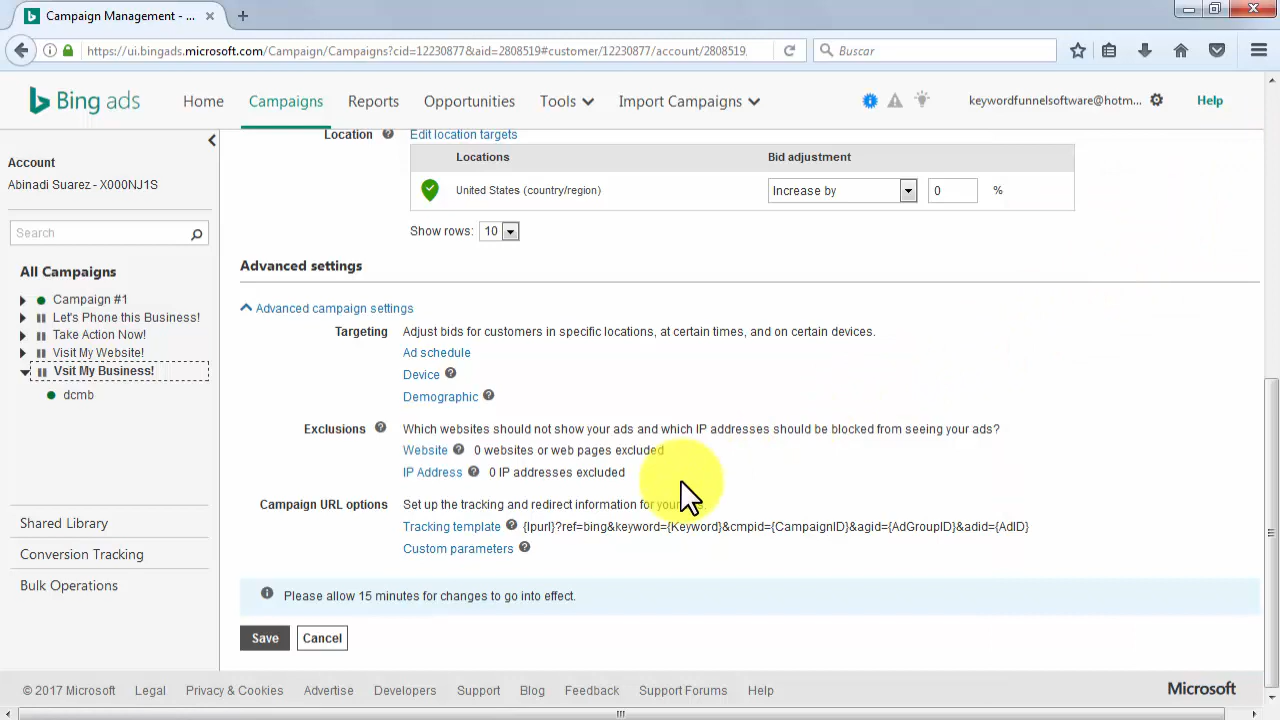 Campaign Management - ...
https://ui.bingads.microsoft.com/Campaign/Campaigns?cid=12230877&aid=2808519#customer/12230877/account/2808519.
Buscar
Bing ads
Home
Campaigns
Reports
Opportunities
Tools
Import Campaigns
keywordfunnelsoftware@hotm...
Help
Account
Abinadi Suarez - X000NJ1S
Search
All Campaigns
Campaign #1
Let's Phone this Business!
Take Action Now!
Visit My Website!
Vsit My Business!
dcmb
Shared Library
Conversion Tracking
Bulk Operations
Location
Edit location targets
Locations
Bid adjustment
United States (country/region)
Increase by
0
%
Show rows: 10
Advanced settings
Advanced campaign settings
Targeting
Adjust bids for customers in specific locations, at certain times, and on certain devices.
Ad schedule
Device
Demographic
Exclusions
Which websites should not show your ads and which IP addresses should be blocked from seeing your ads?
Website 0 websites or web pages excluded
IP Address 0 IP addresses excluded
Campaign URL options
Set up the tracking and redirect information for your
Tracking template {lpurl}?ref=bing&keyword={Keyword}&cmpid={CampaignID}&agid={AdGroupID}&adid={AdID}
Custom parameters
Please allow 15 minutes for changes to go into effect.
Save
Cancel
© 2017 Microsoft
Legal
Privacy & Cookies
Advertise
Developers
Support
Blog
Feedback
Support Forums
Help
Microsoft